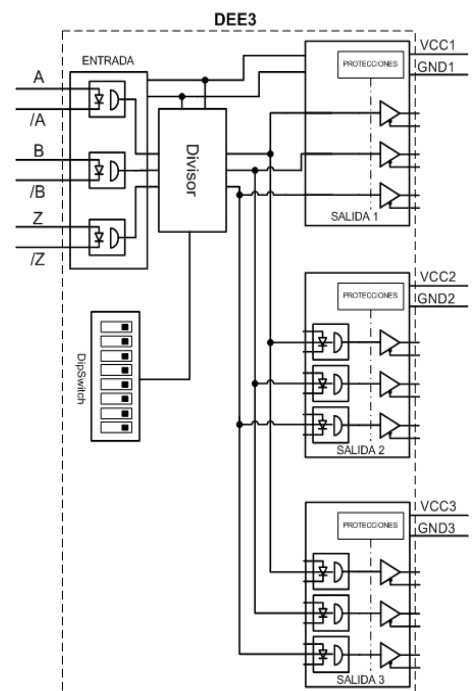 DEE3
ENTRADA
A
/A
B
/B
Z
/Z
Divisor
DipSwitch
PROTECCIONES
VCC1
GND1
SALIDA 1
PROTECCIONES
VCC2
GND2
SALIDA 2
PROTECCIONES
VCC3
GND3
SALIDA 3